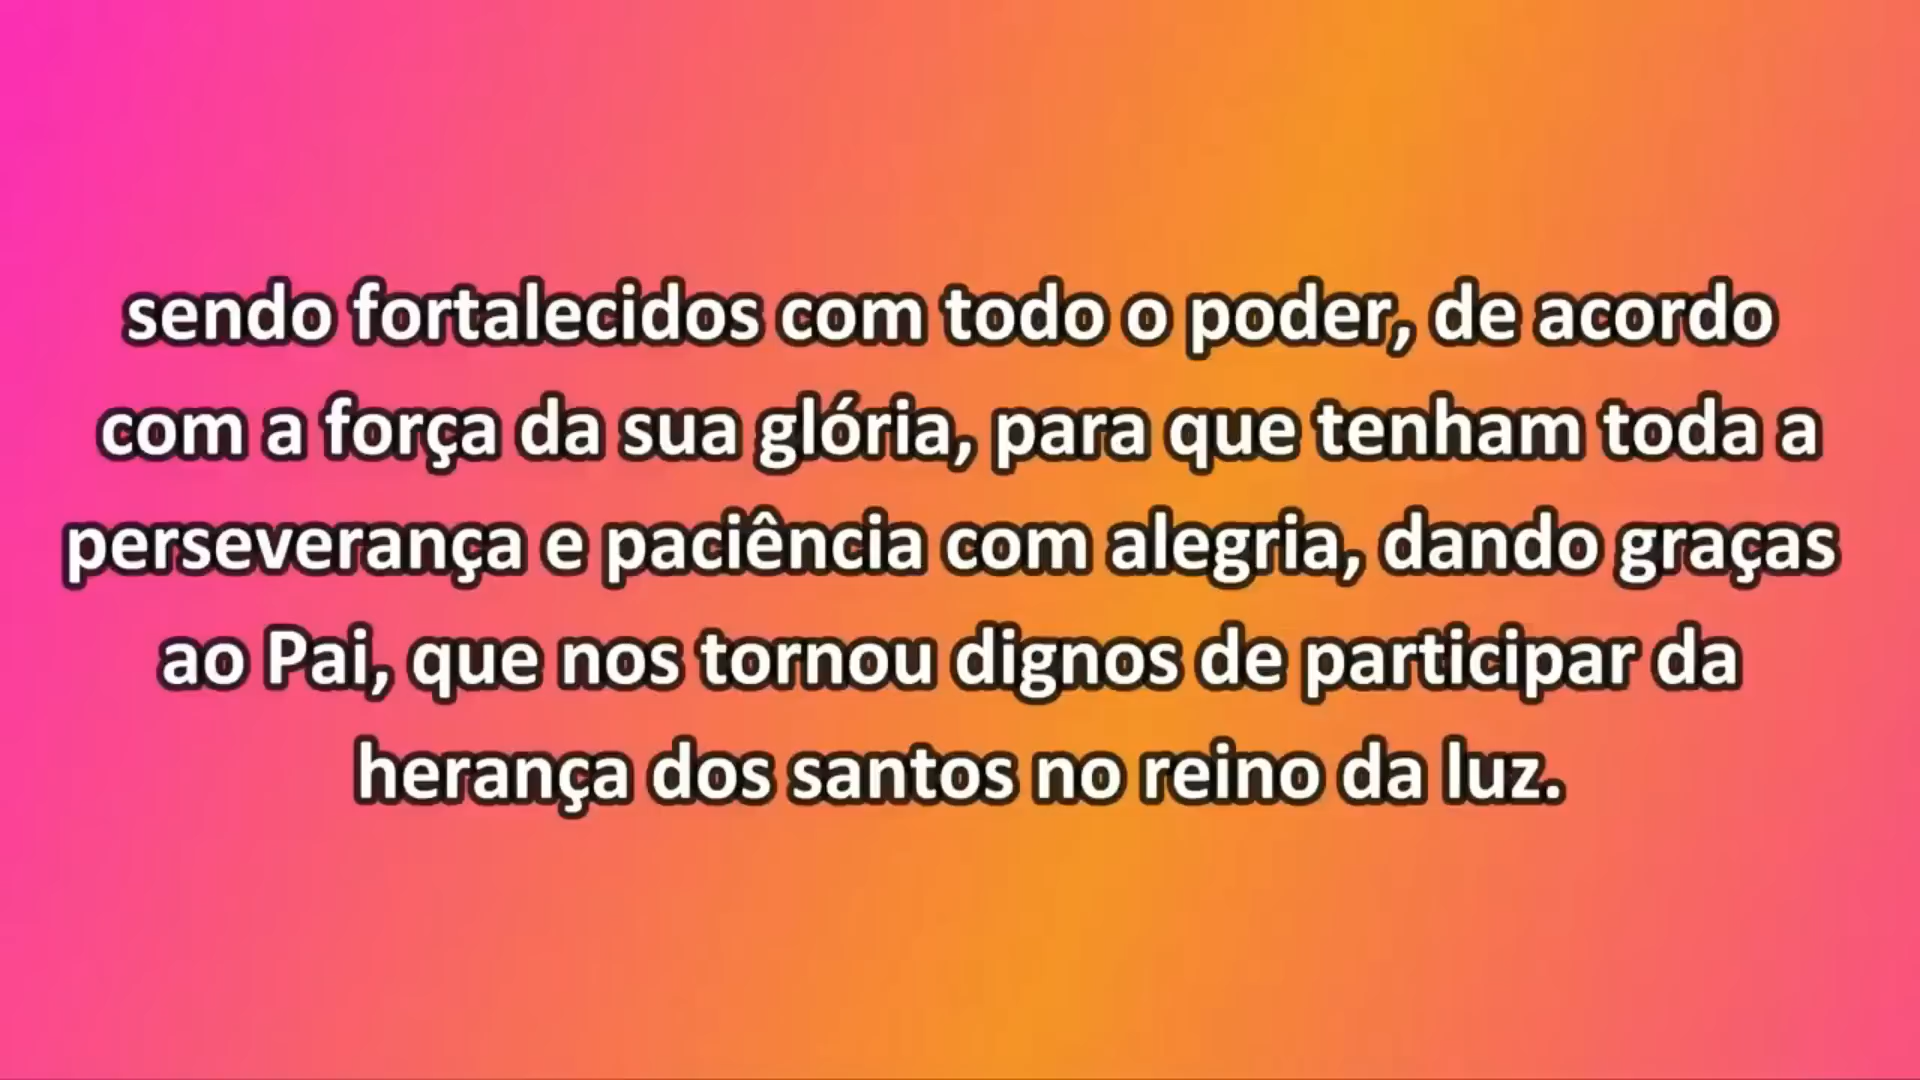 sendo fortalecidos com todo o poder, de acordo
com a força da sua glória, para que tenham toda a
perseverança e paciência com alegria, dando graças
ao Pai, que nos tornou dignos de participar da
herança dos santos no reino da luz.